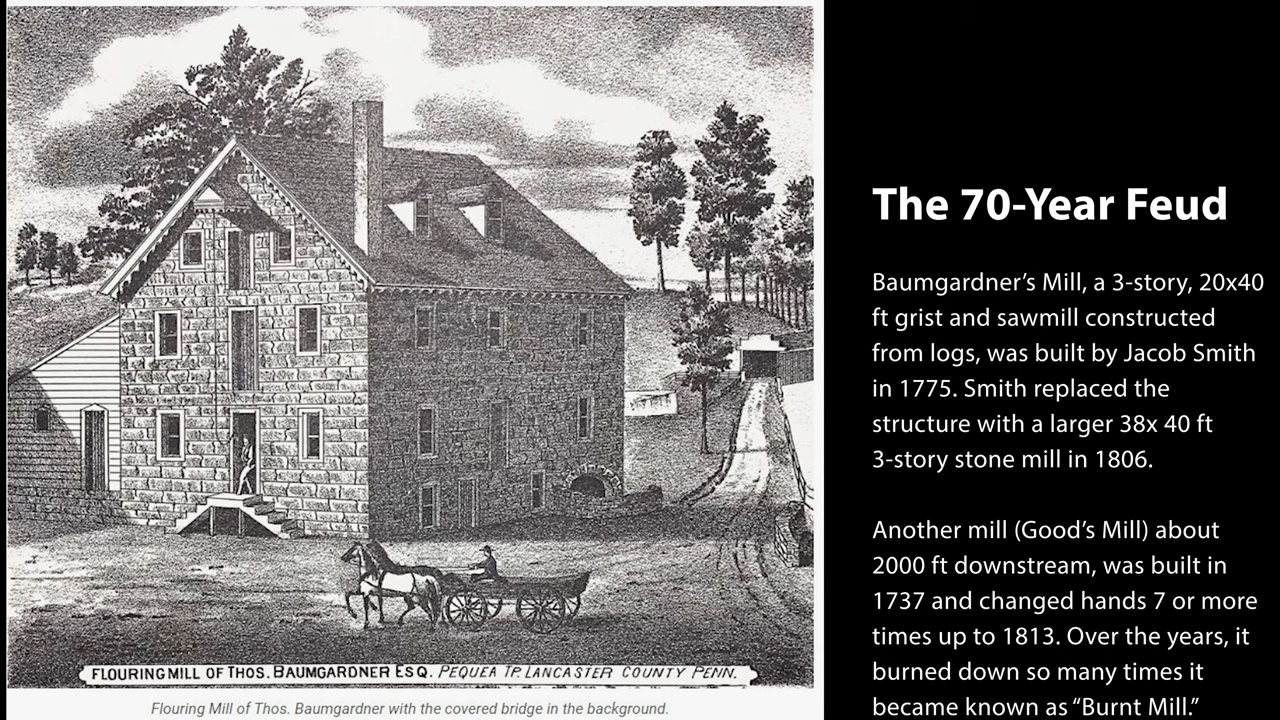 The 70-Year Feud
Baumgardner’s Mill, a 3-story, 20x40
ft grist and sawmill constructed
from logs, was built by Jacob Smith
in 1775. Smith replaced the
structure with a larger 38x 40 ft
3-story stone mill in 1806.
Another mill (Good’s Mill) about
2000 ft downstream, was built in
1737 and changed hands 7 or more
times up to 1813. Over the years, it
burned down so many times it
became known as “Burnt Mill.”
FLOURING MILL OF THOS. BAUMGARDNER ESQ. PEQUEA TP. LANCASTER COUNTY PENN.
Flouring Mill of Thos. Baumgardner with the covered bridge in the background.